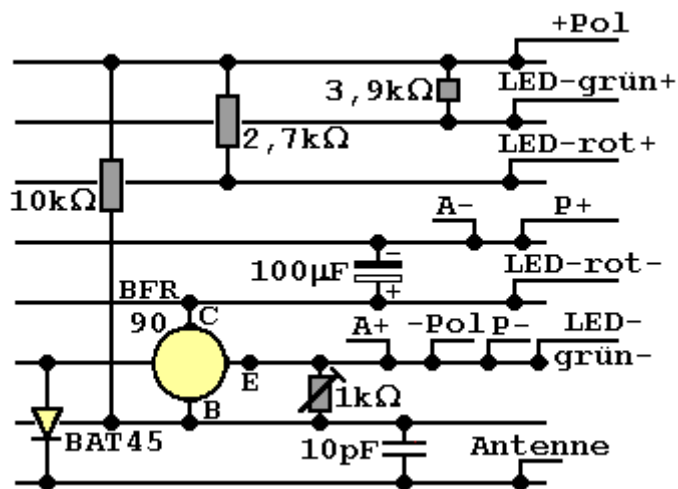 +Pol
LED-grün+
3,9kΩ
2,7kΩ
LED-rot+
10kΩ
A-
P+
100µF
-
+
LED-rot-
BFR
90
C
A+
-Pol
P-
LED-
grün-
E
B
1kΩ
BAT45
10pF
Antenne